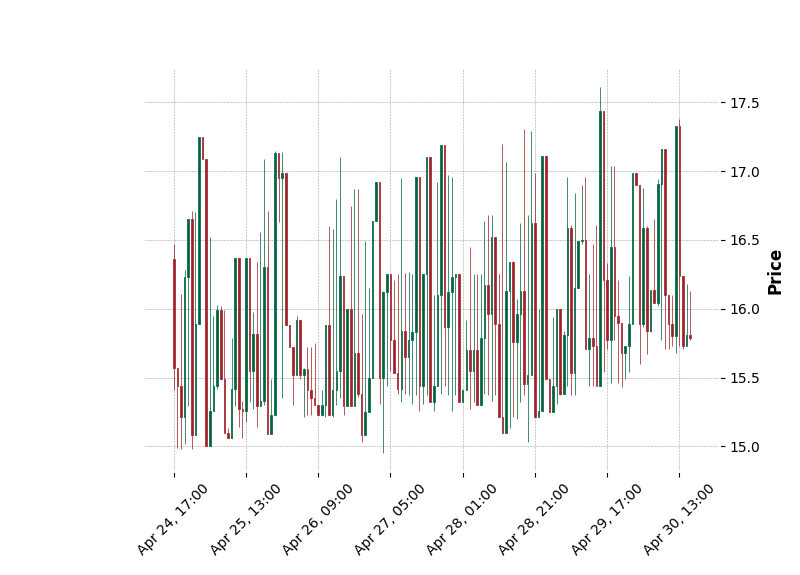 17.5
17.0
16.5
16.0
15.5
15.0
Price
Apr 24, 17:00
Apr 25, 13:00
Apr 26, 09:00
Apr 27, 05:00
Apr 28, 01:00
Apr 28, 21:00
Apr 29, 17:00
Apr 30, 13:00